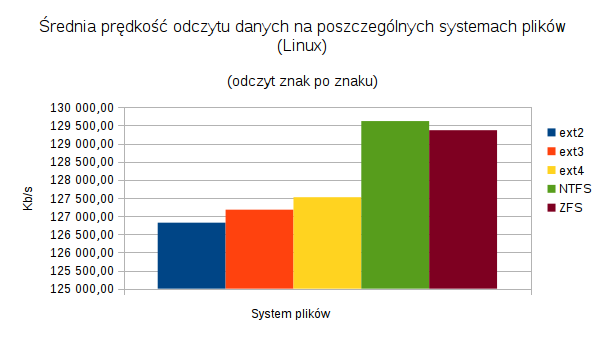 Średnia prędkość odczytu danych na poszczególnych systemach plików
(Linux)
(odczyt znak po znaku)
130 000,00
129 500,00
129 000,00
128 500,00
128 000,00
127 500,00
127 000,00
126 500,00
126 000,00
125 500,00
125 000,00
Kb/s
System plików
ext2
ext3
ext4
NTFS
ZFS